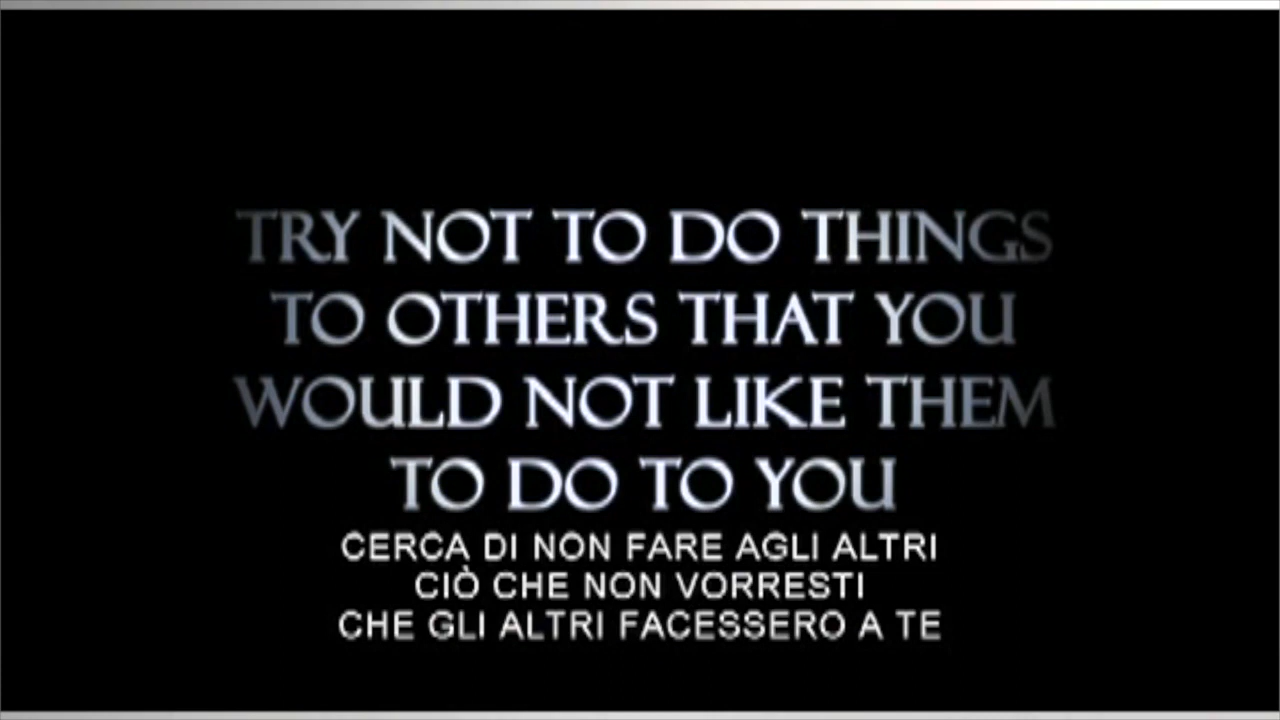 TRY NOT TO DO THINGS
TO OTHERS THAT YOU
WOULD NOT LIKE THEM
TO DO TO YOU
CERCA DI NON FARE AGLI ALTRI
CIÒ CHE NON VORRESTI
CHE GLI ALTRI FACESSERO A TE